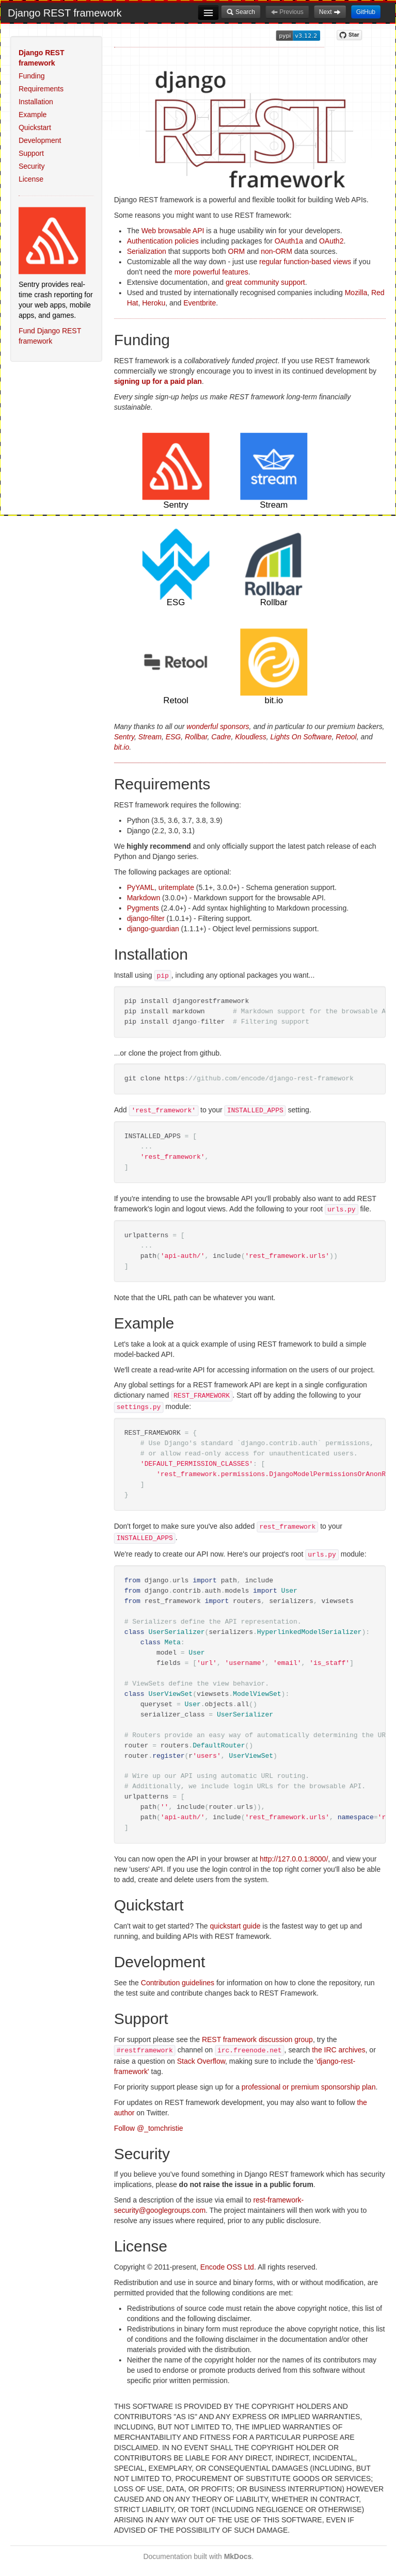 Django REST framework
Search
Previous
Next
GitHub
Django REST
framework
Funding
Requirements
Installation
Example
Quickstart
Development
Support
Security
License
Sentry provides real-
time crash reporting for
your web apps, mobile
apps, and games.
Fund Django REST
framework
pypi v3.12.2
Star
django
REST
framework
Django REST framework is a powerful and flexible toolkit for building Web APIs.
Some reasons you might want to use REST framework:
• The Web browsable API is a huge usability win for your developers.
• Authentication policies including packages for OAuth1a and OAuth2.
• Serialization that supports both ORM and non-ORM data sources.
• Customizable all the way down - just use regular function-based views if you
don't need the more powerful features.
• Extensive documentation, and great community support.
• Used and trusted by internationally recognised companies including Mozilla, Red
Hat, Heroku, and Eventbrite.
Funding
REST framework is a collaboratively funded project. If you use REST framework
commercially we strongly encourage you to invest in its continued development by
signing up for a paid plan.
Every single sign-up helps us make REST framework long-term financially
sustainable.
stream
Sentry
Stream
Rollbar
ESG
Rollbar
Retool
Retool
bit.io
Many thanks to all our wonderful sponsors, and in particular to our premium backers,
Sentry, Stream, ESG, Rollbar, Cadre, Kloudless, Lights On Software, Retool, and
bit.io.
Requirements
REST framework requires the following:
• Python (3.5, 3.6, 3.7, 3.8, 3.9)
• Django (2.2, 3.0, 3.1)
We highly recommend and only officially support the latest patch release of each
Python and Django series.
The following packages are optional:
• PyYAML, uritemplate (5.1+, 3.0.0+) - Schema generation support.
• Markdown (3.0.0+) - Markdown support for the browsable API.
• Pygments (2.4.0+) - Add syntax highlighting to Markdown processing.
• django-filter (1.0.1+) - Filtering support.
• django-guardian (1.1.1+) - Object level permissions support.
Installation
Install using pip, including any optional packages you want...
pip install djangorestframework
pip install markdown       # Markdown support for the browsable A
pip install django-filter  # Filtering support
...or clone the project from github.
git clone https://github.com/encode/django-rest-framework
Add 'rest_framework' to your INSTALLED_APPS setting.
INSTALLED_APPS = [
    ...
    'rest_framework',
]
If you're intending to use the browsable API you'll probably also want to add REST
framework's login and logout views. Add the following to your root urls.py file.
urlpatterns = [
    ...
    path('api-auth/', include('rest_framework.urls'))
]
Note that the URL path can be whatever you want.
Example
Let's take a look at a quick example of using REST framework to build a simple
model-backed API.
We'll create a read-write API for accessing information on the users of our project.
Any global settings for a REST framework API are kept in a single configuration
dictionary named REST_FRAMEWORK. Start off by adding the following to your
settings.py module:
REST_FRAMEWORK = {
    # Use Django's standard `django.contrib.auth` permissions,
    # or allow read-only access for unauthenticated users.
    'DEFAULT_PERMISSION_CLASSES': [
        'rest_framework.permissions.DjangoModelPermissionsOrAnonR
    ]
}
Don't forget to make sure you've also added rest_framework to your
INSTALLED_APPS.
We're ready to create our API now. Here's our project's root urls.py module:
from django.urls import path, include
from django.contrib.auth.models import User
from rest_framework import routers, serializers, viewsets
# Serializers define the API representation.
class UserSerializer(serializers.HyperlinkedModelSerializer):
    class Meta:
        model = User
        fields = ['url', 'username', 'email', 'is_staff']
# ViewSets define the view behavior.
class UserViewSet(viewsets.ModelViewSet):
    queryset = User.objects.all()
    serializer_class = UserSerializer
# Routers provide an easy way of automatically determining the UR
router = routers.DefaultRouter()
router.register(r'users', UserViewSet)
# Wire up our API using automatic URL routing.
# Additionally, we include login URLs for the browsable API.
urlpatterns = [
    path('', include(router.urls)),
    path('api-auth/', include('rest_framework.urls', namespace='r
]
You can now open the API in your browser at http://127.0.0.1:8000/, and view your
new 'users' API. If you use the login control in the top right corner you'll also be able
to add, create and delete users from the system.
Quickstart
Can't wait to get started? The quickstart guide is the fastest way to get up and
running, and building APIs with REST framework.
Development
See the Contribution guidelines for information on how to clone the repository, run
the test suite and contribute changes back to REST Framework.
Support
For support please see the REST framework discussion group, try the
#restframework channel on irc.freenode.net, search the IRC archives, or
raise a question on Stack Overflow, making sure to include the 'django-rest-
framework' tag.
For priority support please sign up for a professional or premium sponsorship plan.
For updates on REST framework development, you may also want to follow the
author on Twitter.
Follow @_tomchristie
Security
If you believe you've found something in Django REST framework which has security
implications, please do not raise the issue in a public forum.
Send a description of the issue via email to rest-framework-
security@googlegroups.com. The project maintainers will then work with you to
resolve any issues where required, prior to any public disclosure.
License
Copyright © 2011-present, Encode OSS Ltd. All rights reserved.
Redistribution and use in source and binary forms, with or without modification, are
permitted provided that the following conditions are met:
• Redistributions of source code must retain the above copyright notice, this list of
conditions and the following disclaimer.
• Redistributions in binary form must reproduce the above copyright notice, this list
of conditions and the following disclaimer in the documentation and/or other
materials provided with the distribution.
• Neither the name of the copyright holder nor the names of its contributors may
be used to endorse or promote products derived from this software without
specific prior written permission.
THIS SOFTWARE IS PROVIDED BY THE COPYRIGHT HOLDERS AND
CONTRIBUTORS "AS IS" AND ANY EXPRESS OR IMPLIED WARRANTIES,
INCLUDING, BUT NOT LIMITED TO, THE IMPLIED WARRANTIES OF
MERCHANTABILITY AND FITNESS FOR A PARTICULAR PURPOSE ARE
DISCLAIMED. IN NO EVENT SHALL THE COPYRIGHT HOLDER OR
CONTRIBUTORS BE LIABLE FOR ANY DIRECT, INDIRECT, INCIDENTAL,
SPECIAL, EXEMPLARY, OR CONSEQUENTIAL DAMAGES (INCLUDING, BUT
NOT LIMITED TO, PROCUREMENT OF SUBSTITUTE GOODS OR SERVICES;
LOSS OF USE, DATA, OR PROFITS; OR BUSINESS INTERRUPTION) HOWEVER
CAUSED AND ON ANY THEORY OF LIABILITY, WHETHER IN CONTRACT,
STRICT LIABILITY, OR TORT (INCLUDING NEGLIGENCE OR OTHERWISE)
ARISING IN ANY WAY OUT OF THE USE OF THIS SOFTWARE, EVEN IF
ADVISED OF THE POSSIBILITY OF SUCH DAMAGE.
Documentation built with MkDocs.